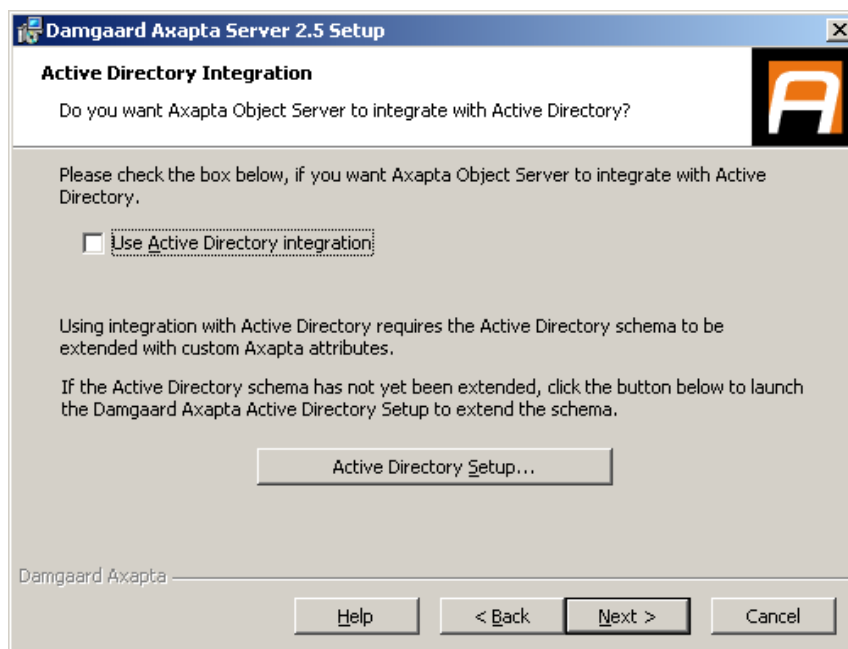 Damgaard Axapta Server 2.5 Setup
Active Directory Integration
Do you want Axapta Object Server to integrate with Active Directory?
Please check the box below, if you want Axapta Object Server to integrate with Active
Directory.
Use Active Directory integration
Using integration with Active Directory requires the Active Directory schema to be
extended with custom Axapta attributes.
If the Active Directory schema has not yet been extended, click the button below to launch
the Damgaard Axapta Active Directory Setup to extend the schema.
Active Directory Setup...
Damgaard Axapta
Help
< Back
Next >
Cancel